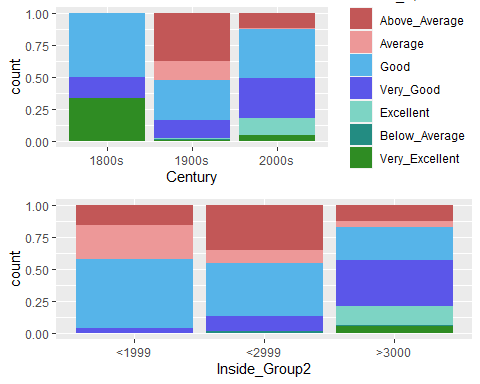 1.00
0.75
0.50
0.25
0.00
count
1800s 1900s 2000s
Century
Above_Average
Average
Good
Very_Good
Excellent
Below_Average
Very_Excellent
1.00
0.75
0.50
0.25
0.00
count
<1999 <2999 >3000
Inside_Group2